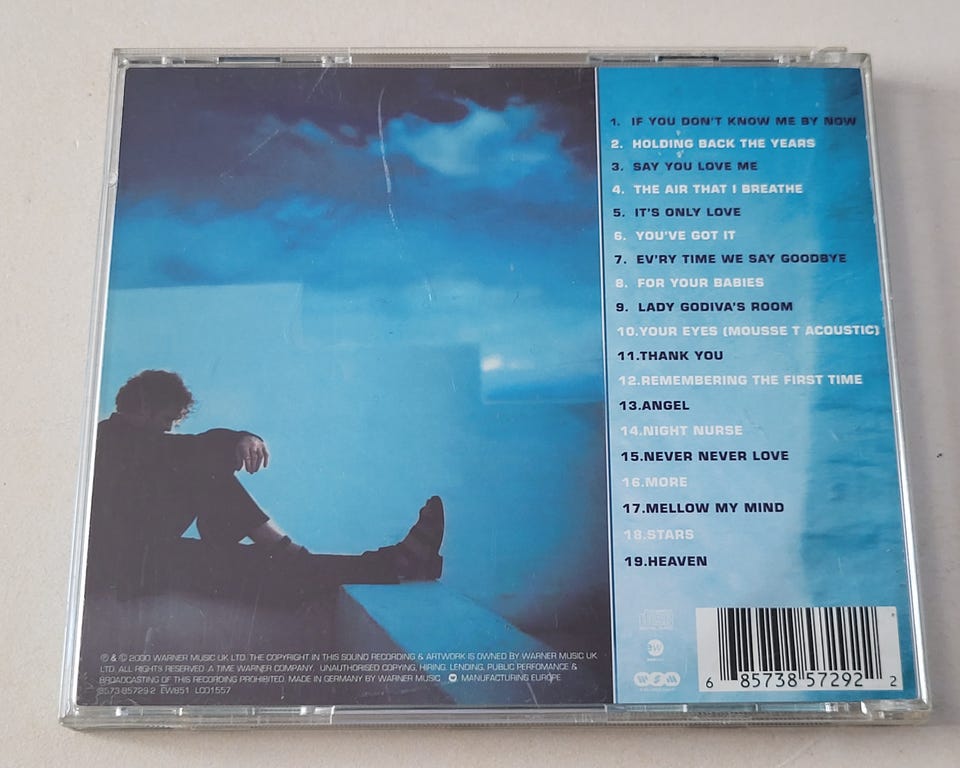 1. IF YOU DON'T KNOW ME BY NOW
2. HOLDING BACK THE YEARS
3. SAY YOU LOVE ME
4. THE AIR THAT I BREATHE
5. IT'S ONLY LOVE
6. YOU'VE GOT IT
7. EV'RY TIME WE SAY GOODBYE
8. FOR YOUR BABIES
9. LADY GODIVA'S ROOM
10.YOUR EYES (MOUSSE T ACOUSTIC)
11.THANK YOU
12.REMEMBERING THE FIRST TIME
13.ANGEL
14.NIGHT NURSE
15.NEVER NEVER LOVE
16.MORE
17.MELLOW MY MIND
18.STARS
19.HEAVEN
℗ & © 2000 WARNER MUSIC UK LTD. THE COPYRIGHT IN THIS SOUND RECORDING & ARTWORK IS OWNED BY WARNER MUSIC UK
LTD. ALL RIGHTS RESERVED. A TIME WARNER COMPANY. UNAUTHORISED COPYING, HIRING, LENDING, PUBLIC PERFOMANCE &
BROADCASTING OF THIS RECORDING PROHIBITED. MADE IN GERMANY BY WARNER MUSIC MANUFACTURING EUROPE.
8573-85729-2 EW851 LC01557
6 85738 57292 2